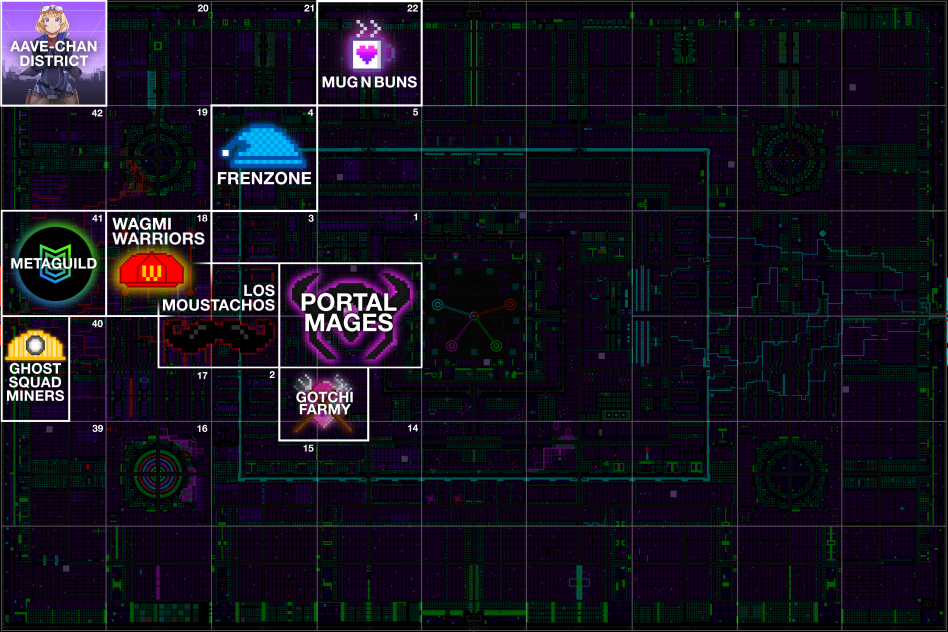 AAVE-CHAN
DISTRICT
20
21
22
MUG N BUNS
42
19
4
FRENZONE
5
41
METAGUILD
18
WAGMI
WARRIORS
3
1
LOS
MOUSTACHOS
PORTAL
MAGES
40
GHOST
SQUAD
MINERS
17
2
GOTCHI
FARMY
39
16
15
14